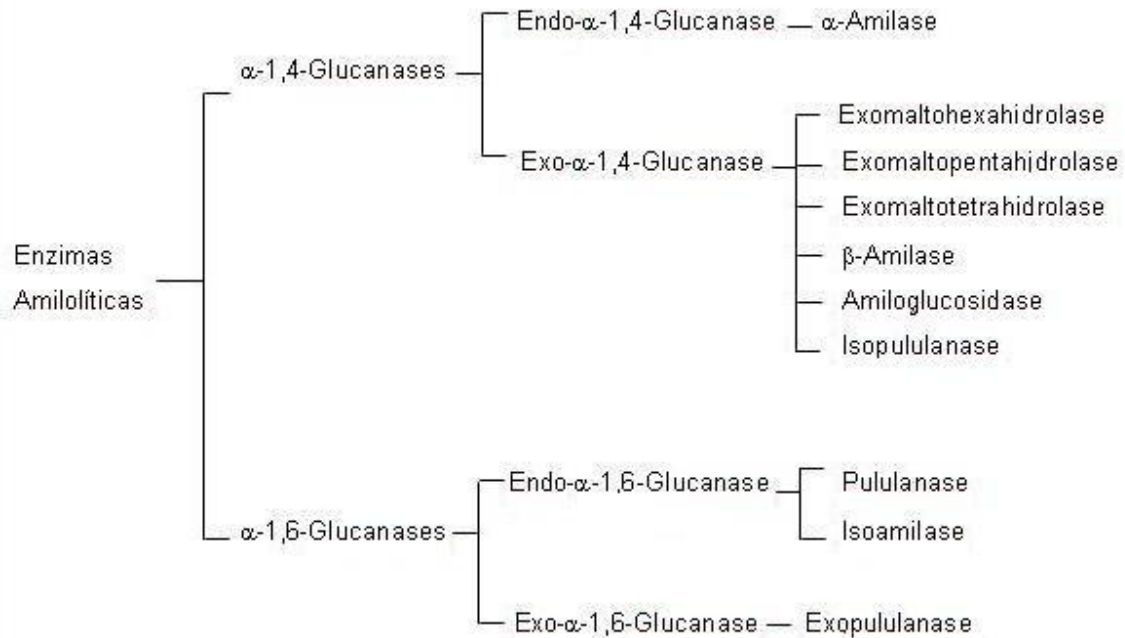 Endo-α-1,4-Glucanase
α-Amilase
α-1,4-Glucanases
Exo-α-1,4-Glucanase
Exomaltohexahidrolase
Exomaltopentahidrolase
Exomaltotetrahidrolase
β-Amilase
Amiloglucosidase
Isopululanase
Enzimas
Amilolíticas
α-1,6-Glucanases
Endo-α-1,6-Glucanase
Pululanase
Isoamilase
Exo-α-1,6-Glucanase
Exopululanase